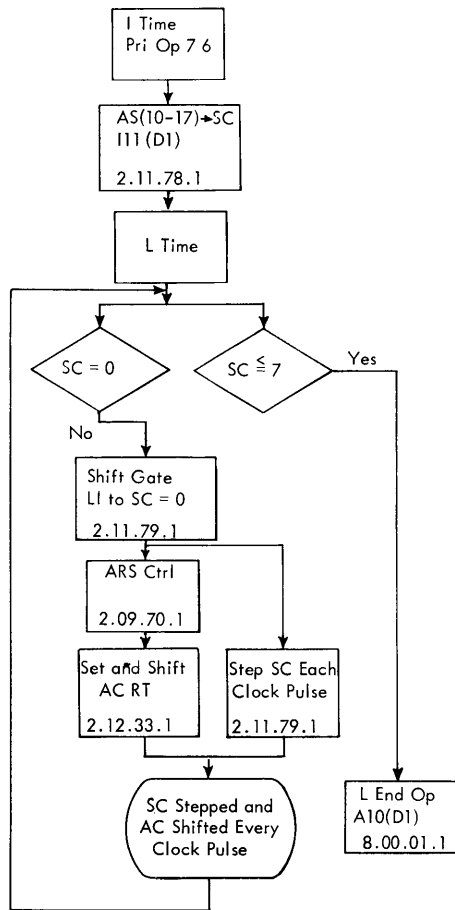 I Time
Pri Op 7 6
AS(10-17)→SC
I11 (D1)
2.11.78.1
L Time
SC = 0
SC ≦ 7
Yes
No
Shift Gate
LI to SC = 0
2.11.79.1
ARS Ctrl
2.09.70.1
Set and Shift
AC RT
2.12.33.1
Step SC Each
Clock Pulse
2.11.79.1
SC Stepped and
AC Shifted Every
Clock Pulse
L End Op
A10(D1)
8.00.01.1